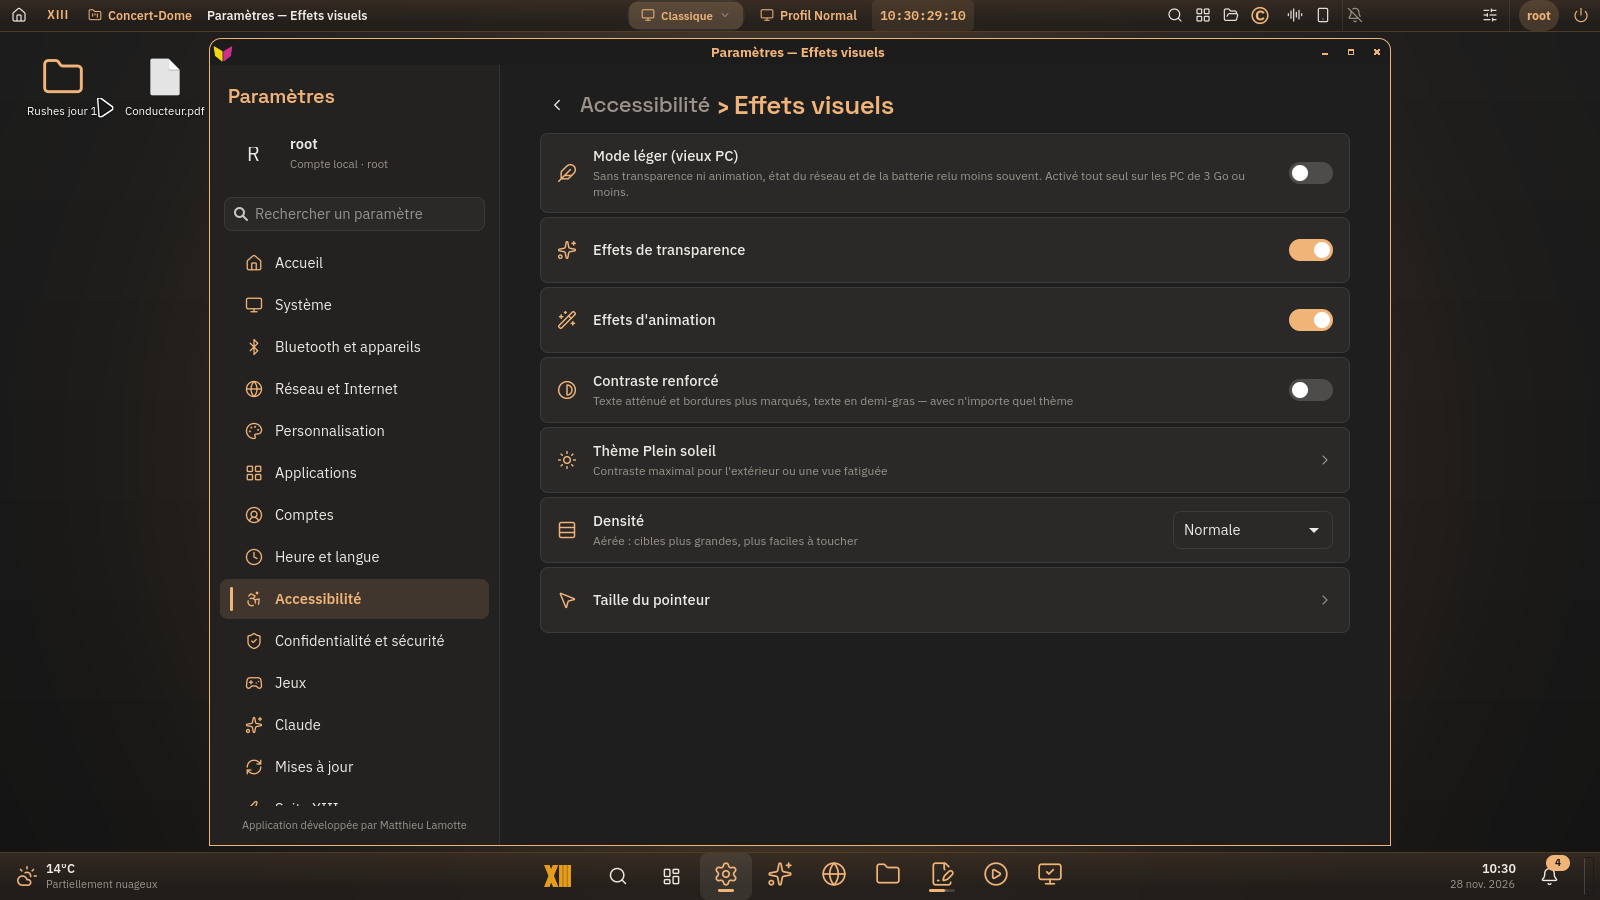 XIII Concert-Dome Paramètres — Effets visuels Classique Profil Normal 10:30:29:10 root
Rushes jour 1
Conducteur.pdf
Paramètres — Effets visuels
Paramètres
R
root
Compte local · root
Rechercher un paramètre
Accueil
Système
Bluetooth et appareils
Réseau et Internet
Personnalisation
Applications
Comptes
Heure et langue
Accessibilité
Confidentialité et sécurité
Jeux
Claude
Mises à jour
Suite XIII
Application développée par Matthieu Lamotte
Accessibilité > Effets visuels
Mode léger (vieux PC)
Sans transparence ni animation, état du réseau et de la batterie relu moins souvent. Activé tout seul sur les PC de 3 Go ou
moins.
Effets de transparence
Effets d'animation
Contraste renforcé
Texte atténué et bordures plus marqués, texte en demi-gras — avec n'importe quel thème
Thème Plein soleil
Contraste maximal pour l'extérieur ou une vue fatiguée
Densité
Aérée : cibles plus grandes, plus faciles à toucher
Normale
Taille du pointeur
14°C
Partiellement nuageux
XIII
10:30
28 nov. 2026
4